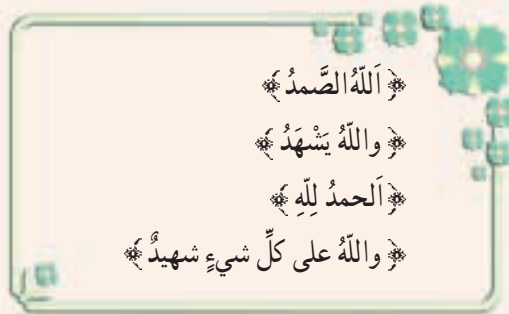 ﴿ اَللّهُ الصَّمدُ ﴾
﴿ واللّهُ يَشْهَدُ ﴾
﴿ اَلحمدُ لِلّهِ ﴾
﴿ واللّهُ على كلِّ شيءٍ شهيدٌ ﴾